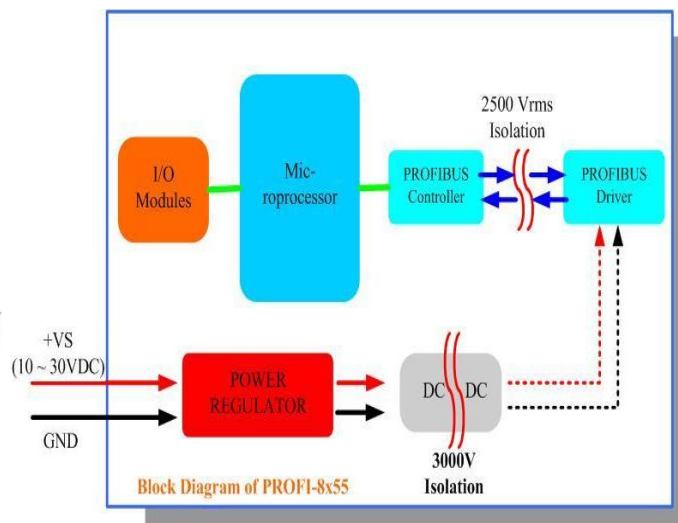 2500 Vrms
Isolation
I/O
Modules
Mic-
roprocessor
PROFIBUS
Controller
PROFIBUS
Driver
+VS
(10 ~ 30VDC)
GND
POWER
REGULATOR
DC DC
3000V
Isolation
Block Diagram of PROFI-8x55